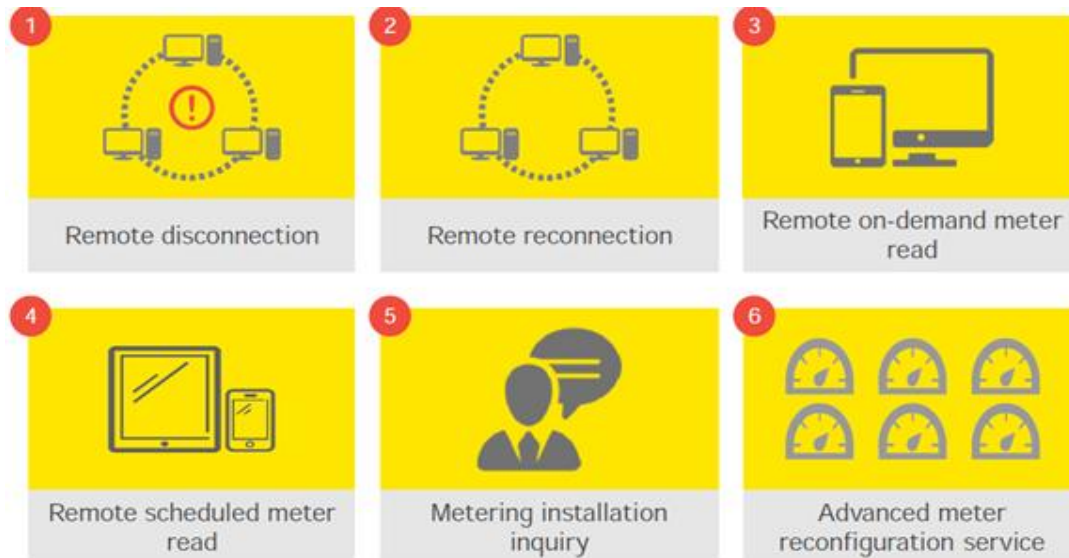 1
Remote disconnection
2
Remote reconnection
3
Remote on-demand meter
read
4
Remote scheduled meter
read
5
Metering installation
inquiry
6
Advanced meter
reconfiguration service